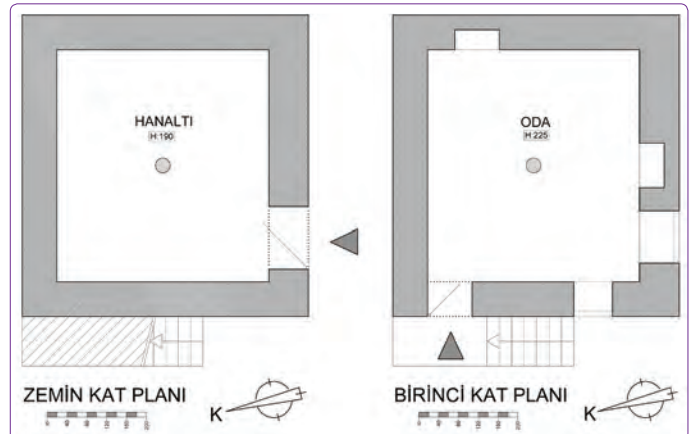 HANALTI
H:190
ZEMİN KAT PLANI
K
ODA
H:225
BİRİNCİ KAT PLANI
K